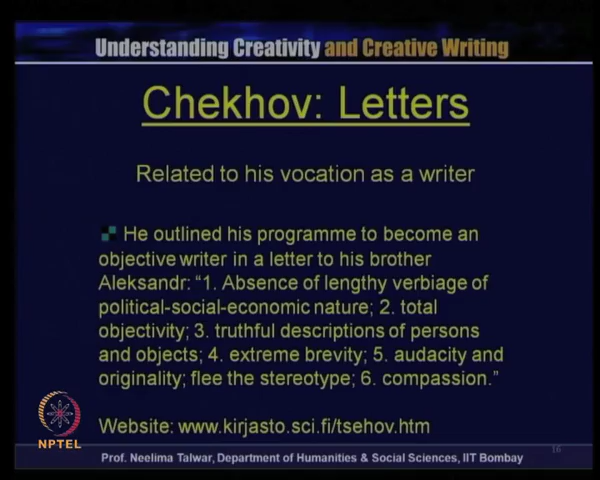 Understanding Creativity and Creative Writing
Chekhov: Letters
Related to his vocation as a writer
He outlined his programme to become an
objective writer in a letter to his brother
Aleksandr: “1. Absence of lengthy verbiage of
political-social-economic nature; 2. total
objectivity; 3. truthful descriptions of persons
and objects; 4. extreme brevity; 5. audacity and
originality; flee the stereotype; 6. compassion.”
Website: www.kirjasto.sci.fi/tsehov.htm
NPTEL
16
Prof. Neelima Talwar, Department of Humanities & Social Sciences, IIT Bombay